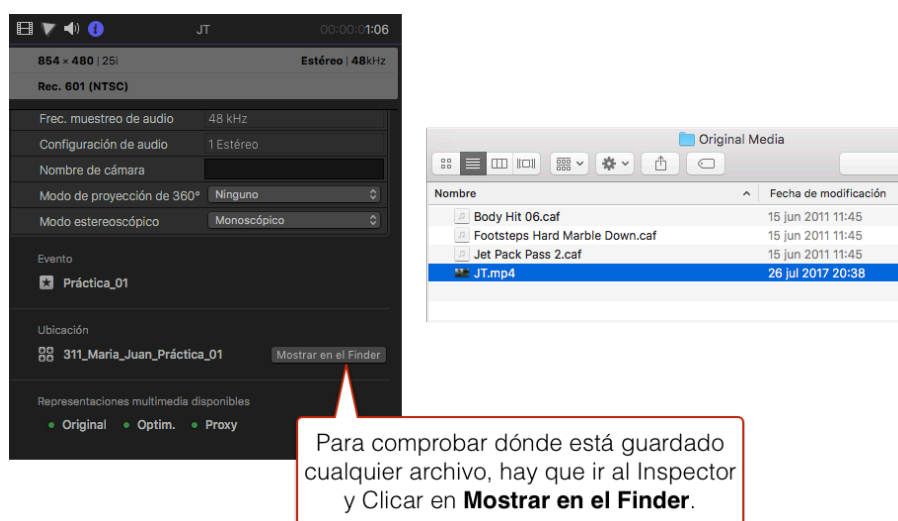 JT
00:00:01:06
854 × 480 | 25i
Estéreo | 48kHz
Rec. 601 (NTSC)
Frec. muestreo de audio
48 kHz
Configuración de audio
1 Estéreo
Nombre de cámara
Modo de proyección de 360°
Ninguno
Modo estereoscópico
Monoscópico
Evento
Práctica_01
Ubicación
311_Maria_Juan_Práctica_01
Mostrar en el Finder
Representaciones multimedia disponibles
Original
Optim.
Proxy
Original Media
Nombre
Fecha de modificación
Body Hit 06.caf
15 jun 2011 11:45
Footsteps Hard Marble Down.caf
15 jun 2011 11:45
Jet Pack Pass 2.caf
15 jun 2011 11:45
JT.mp4
26 jul 2017 20:38
Para comprobar dónde está guardado
cualquier archivo, hay que ir al Inspector
y Clicar en Mostrar en el Finder.